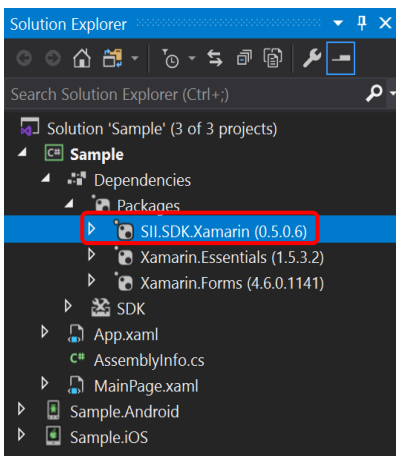 Solution Explorer
Search Solution Explorer (Ctrl+;)
Solution 'Sample' (3 of 3 projects)
C# Sample
Dependencies
Packages
SII.SDK.Xamarin (0.5.0.6)
Xamarin.Essentials (1.5.3.2)
Xamarin.Forms (4.6.0.1141)
SDK
App.xaml
C# AssemblyInfo.cs
MainPage.xaml
Sample.Android
Sample.iOS